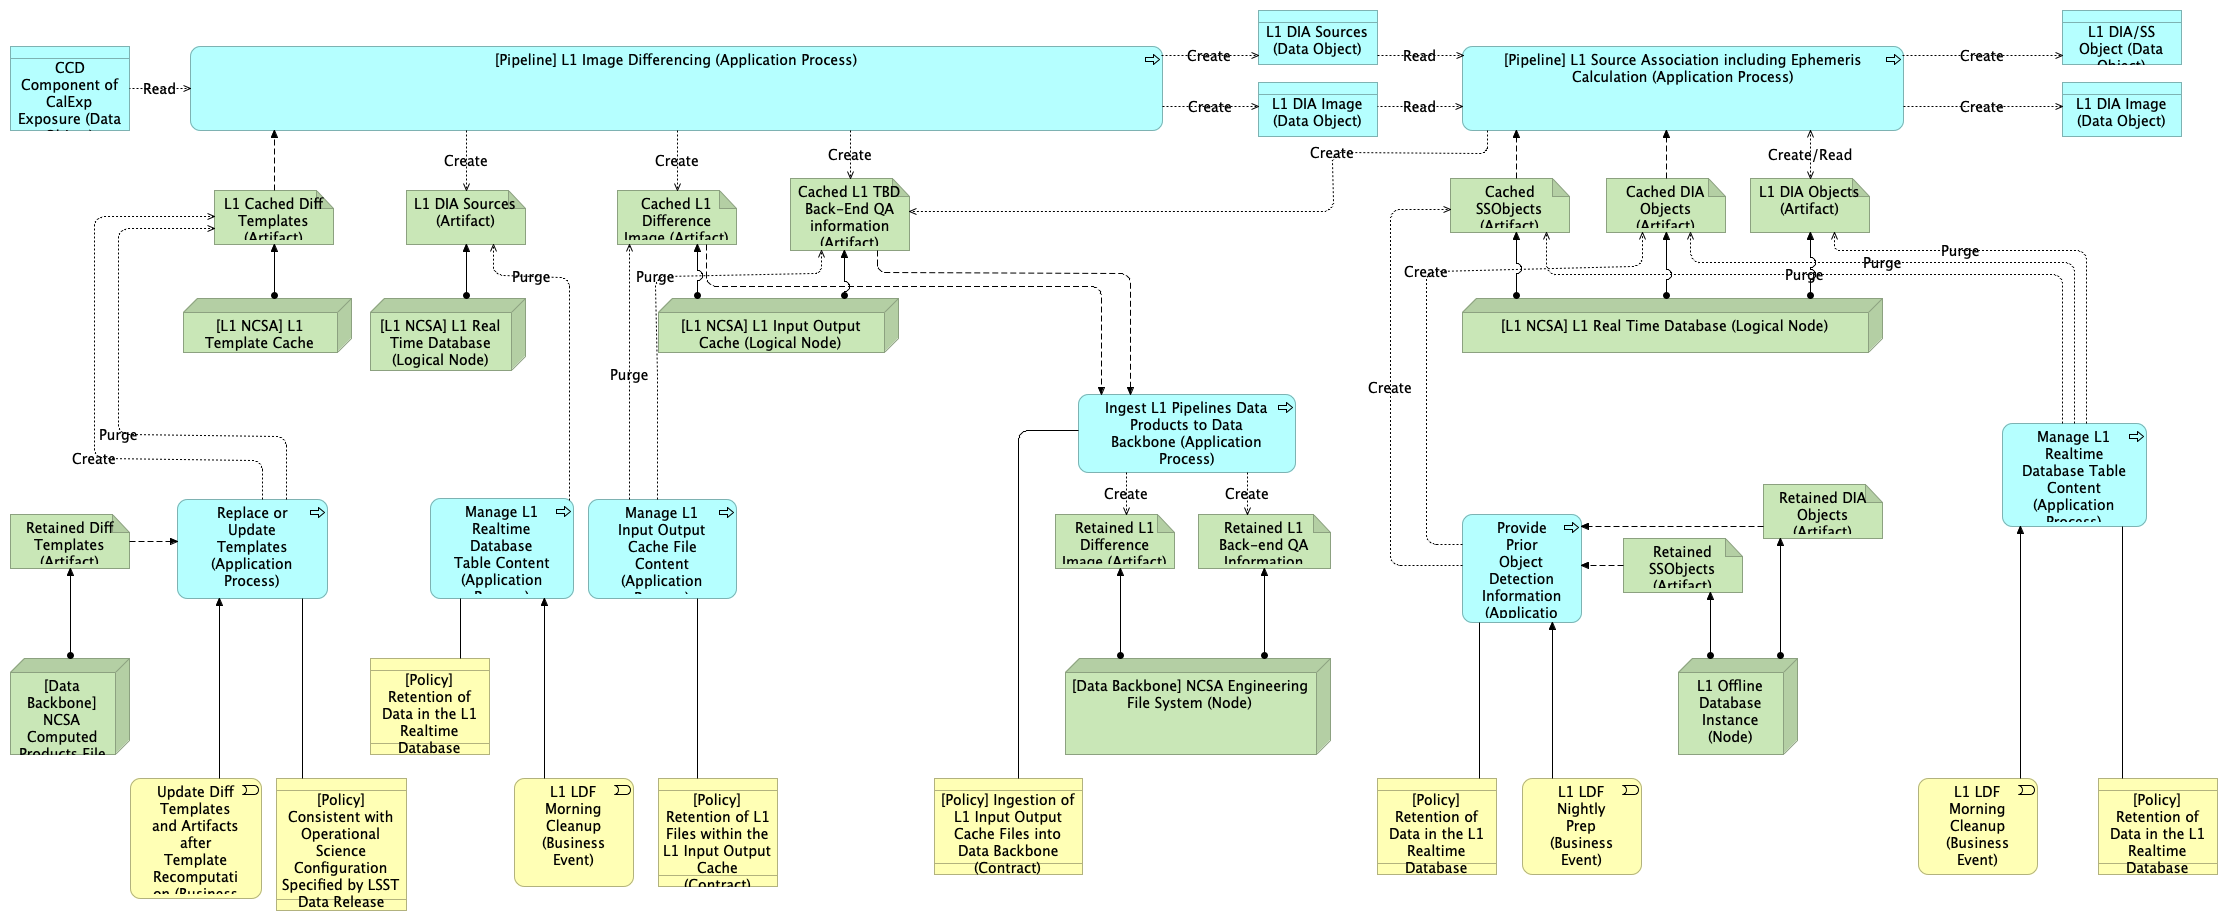 CCD
Component of
CalExp
Exposure (Data
Read
[Pipeline] L1 Image Differencing (Application Process)
Create
Create
L1 DIA Sources
(Data Object)
L1 DIA Image
(Data Object)
Read
Read
[Pipeline] L1 Source Association including Ephemeris
Calculation (Application Process)
Create
Create
L1 DIA/SS
Object (Data
Object)
L1 DIA Image
(Data Object)
Create
Create
Create
Create
Create/Read
L1 Cached Diff
Templates
(Artifact)
L1 DIA Sources
(Artifact)
Cached L1
Difference
Image (Artifact)
Cached L1 TBD
Back-End QA
information
(Artifact)
Cached
SSObjects
(Artifact)
Cached DIA
Objects
(Artifact)
L1 DIA Objects
(Artifact)
Purge
Purge
Create
Purge
Purge
Purge
[L1 NCSA] L1
Template Cache
[L1 NCSA] L1 Real
Time Database
(Logical Node)
[L1 NCSA] L1 Input Output
Cache (Logical Node)
[L1 NCSA] L1 Real Time Database (Logical Node)
Purge
Create
Purge
Create
Ingest L1 Pipelines Data
Products to Data
Backbone (Application
Process)
Manage L1
Realtime
Database Table
Content
(Application
Process)
Create
Create
Retained Diff
Templates
(Artifact)
Replace or
Update
Templates
(Application
Process)
Manage L1
Realtime
Database
Table Content
(Application
Manage L1
Input Output
Cache File
Content
(Application
Retained L1
Difference
Image (Artifact)
Retained L1
Back-end QA
Information
Provide
Prior
Object
Detection
Information
(Applicatio
Retained DIA
Objects
(Artifact)
Retained
SSObjects
(Artifact)
[Data
Backbone]
NCSA
Computed
Products File
[Policy]
Retention of
Data in the L1
Realtime
Database
[Data Backbone] NCSA Engineering
File System (Node)
L1 Offline
Database
Instance
(Node)
Update Diff
Templates
and Artifacts
after
Template
Recomputati
on (Business
[Policy]
Consistent with
Operational
Science
Configuration
Specified by LSST
Data Release
L1 LDF
Morning
Cleanup
(Business
Event)
[Policy]
Retention of L1
Files within the
L1 Input Output
Cache
(Contract)
[Policy] Ingestion of
L1 Input Output
Cache Files into
Data Backbone
(Contract)
[Policy]
Retention of
Data in the L1
Realtime
Database
L1 LDF
Nightly
Prep
(Business
Event)
L1 LDF
Morning
Cleanup
(Business
Event)
[Policy]
Retention of
Data in the L1
Realtime
Database